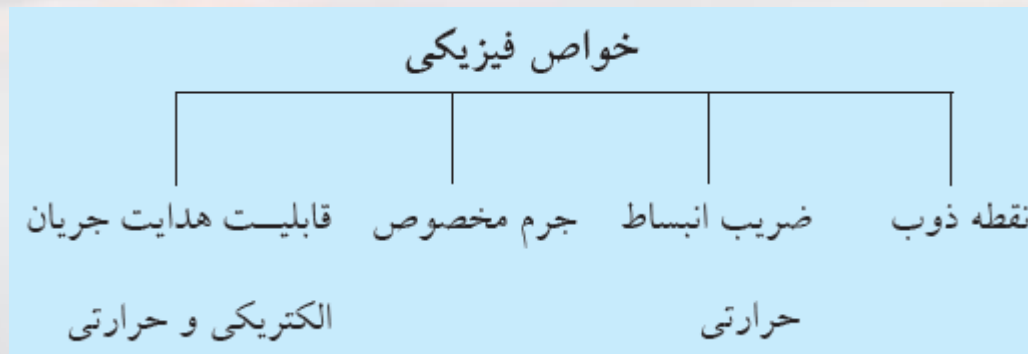 خواص فیزیکی
نقطه ذوب
ضریب انبساط
حرارتی
جرم مخصوص
قابلیت هدایت جریان
الکتریکی و حرارتی